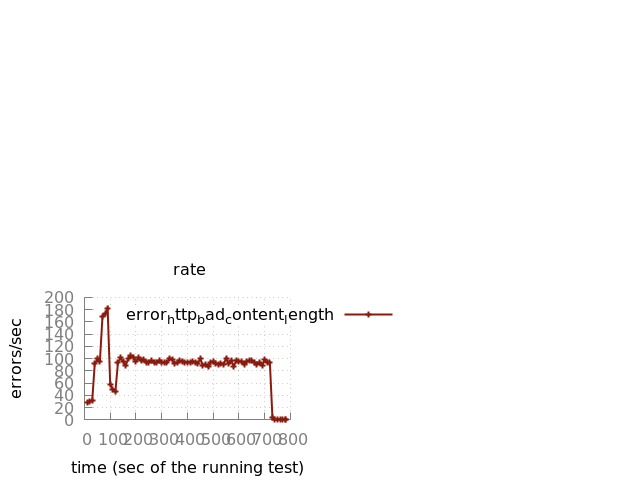 rate
200
180
160
140
120
100
80
60
40
20
0
errors/sec
error_http_bad_content_length
0 100 200 300 400 500 600 700 800
time (sec of the running test)